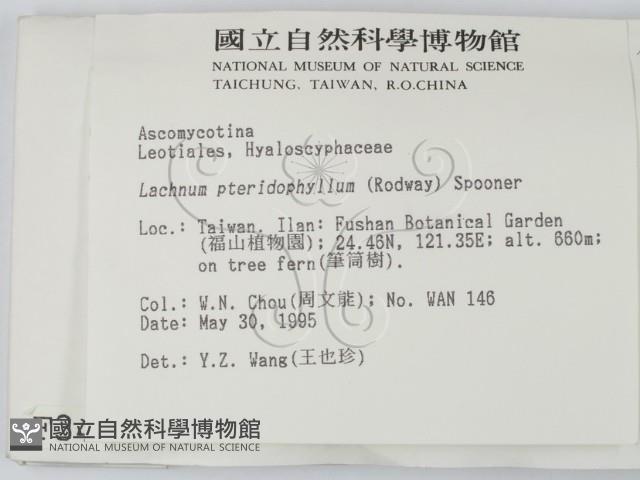 國立自然科學博物館
NATIONAL MUSEUM OF NATURAL SCIENCE
TAICHUNG, TAIWAN, R.O.CHINA
Ascomycotina
Leotiales, Hyaloscyphaceae
Lachnum pteridophyllum (Rodway) Spooner
Loc.: Taiwan. Ilan: Fushan Botanical Garden
(福山植物園); 24.46N, 121.35E; alt. 660m;
on tree fern(筆筒樹).
Col.: W.N. Chou(周文能); No. WAN 146
Date: May 30, 1995
Det.: Y.Z. Wang(王也珍)
國立自然科學博物館
NATIONAL MUSEUM OF NATURAL SCIENCE